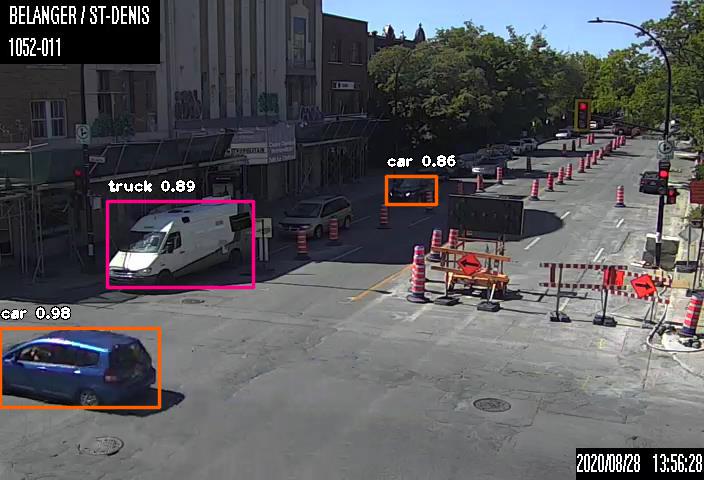 BELANGER / ST-DENIS
1052-011
car 0.86
truck 0.89
car 0.98
2020/08/28 13:56:28